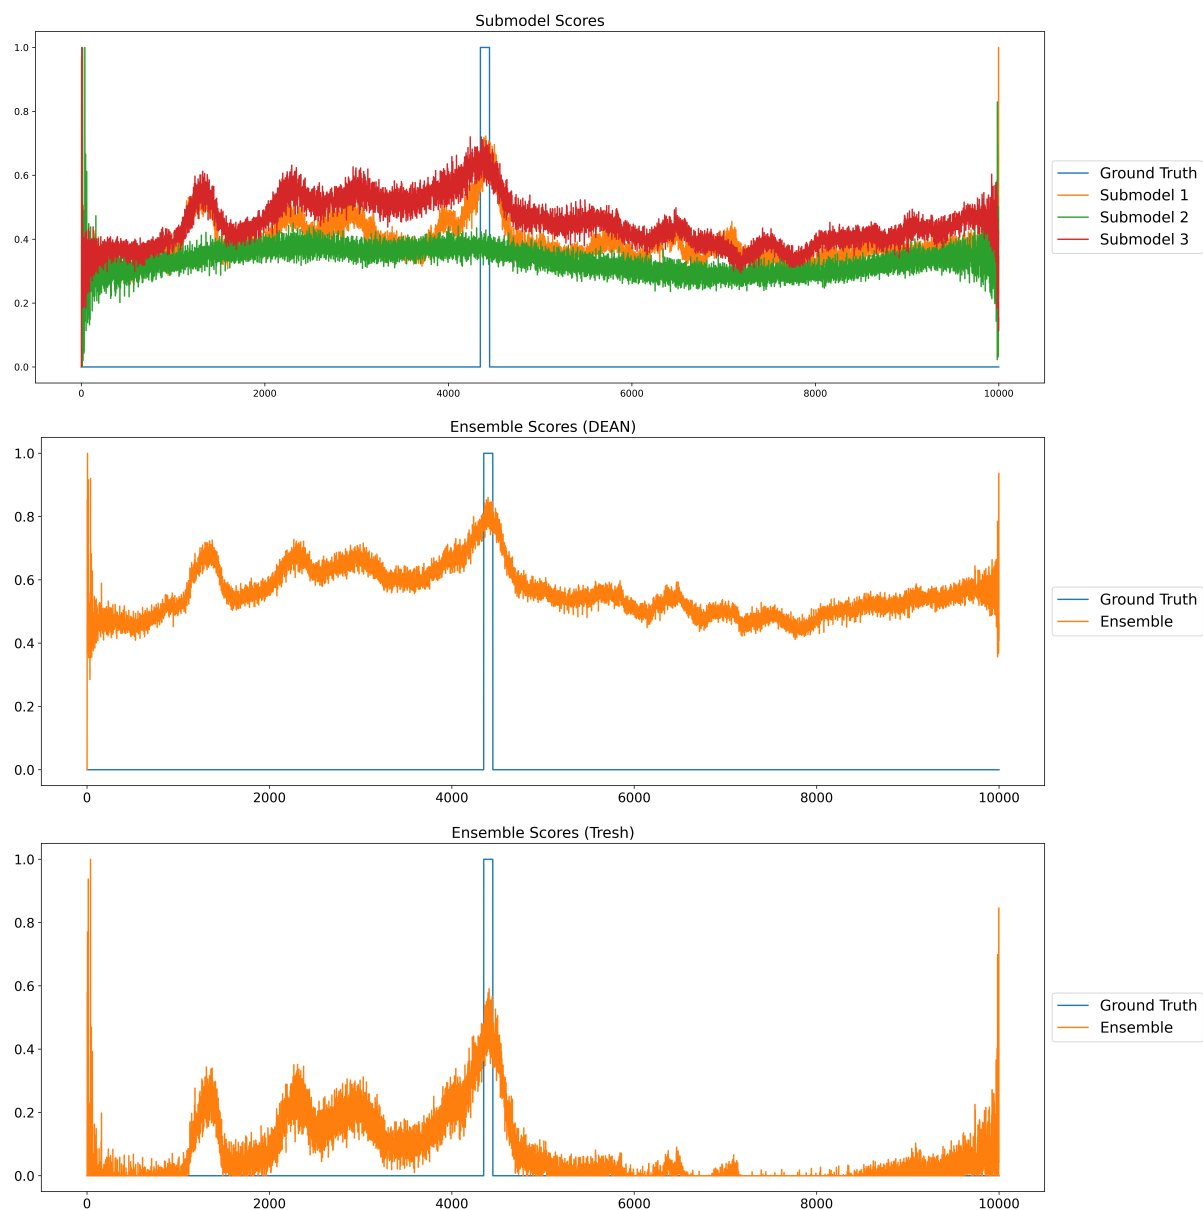 Submodel Scores
1.0
0.8
0.6
0.4
0.2
0.0
0 2000 4000 6000 8000 10000
Ground Truth
Submodel 1
Submodel 2
Submodel 3
Ensemble Scores (DEAN)
1.0
0.8
0.6
0.4
0.2
0.0
0 2000 4000 6000 8000 10000
Ground Truth
Ensemble
Ensemble Scores (Tresh)
1.0
0.8
0.6
0.4
0.2
0.0
0 2000 4000 6000 8000 10000
Ground Truth
Ensemble